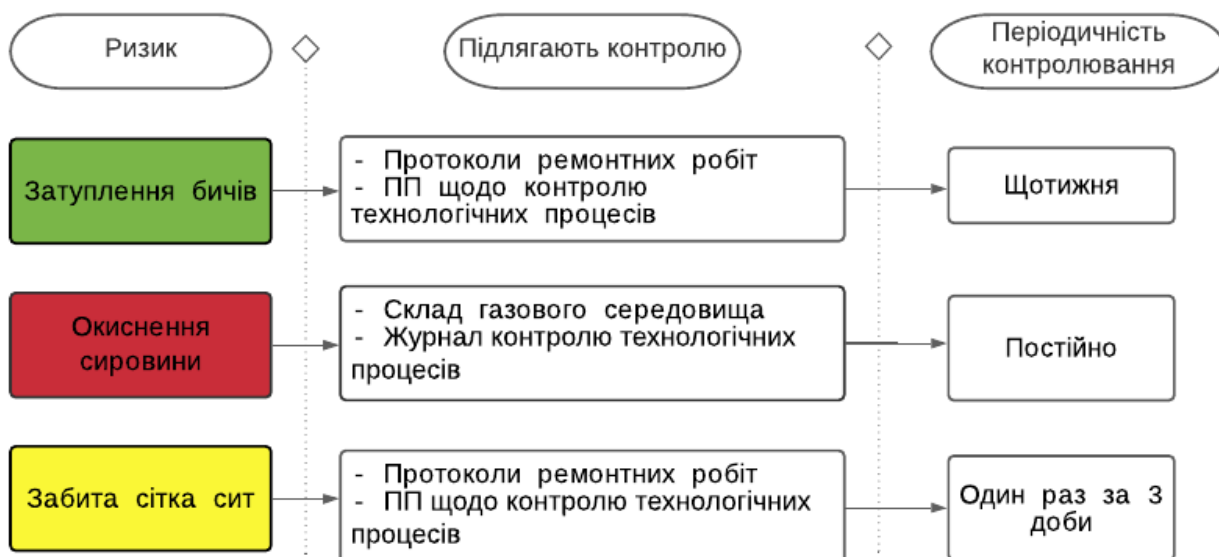 Ризик
Підлягають контролю
Періодичність
контролювання
Затуплення бичів
- Протоколи ремонтних робіт
- ПП щодо контролю
технологічних процесів
Щотижня
Окиснення
сировини
- Склад газового середовища
- Журнал контролю технологічних
процесів
Постійно
Забита сітка сит
- Протоколи ремонтних робіт
- ПП щодо контролю технологічних
процесів
Один раз за 3
доби